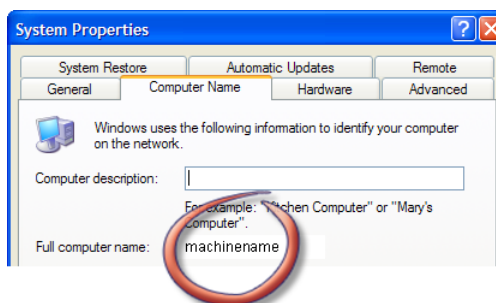 System Properties
System Restore Automatic Updates Remote
General Computer Name Hardware Advanced
Windows uses the following information to identify your computer
on the network.
Computer description:
For example: "Kitchen Computer" or "Mary's
Computer".
Full computer name: machinename